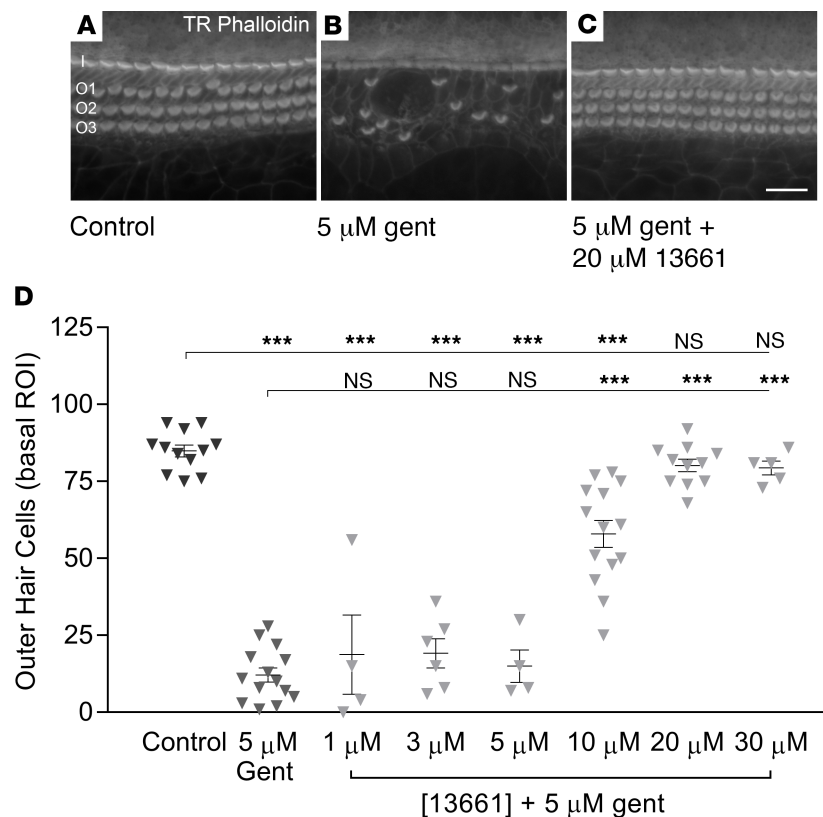 A TR Phalloidin B C
I
O1
O2
O3
Control 5 μM gent 5 μM gent +
20 μM 13661
D
125 *** *** *** *** *** NS NS
NS NS NS *** *** ***
100
75
50
25
0
Outer Hair Cells (basal ROI)
Control 5 μM 1 μM 3 μM 5 μM 10 μM 20 μM 30 μM
Gent
[13661] + 5 μM gent